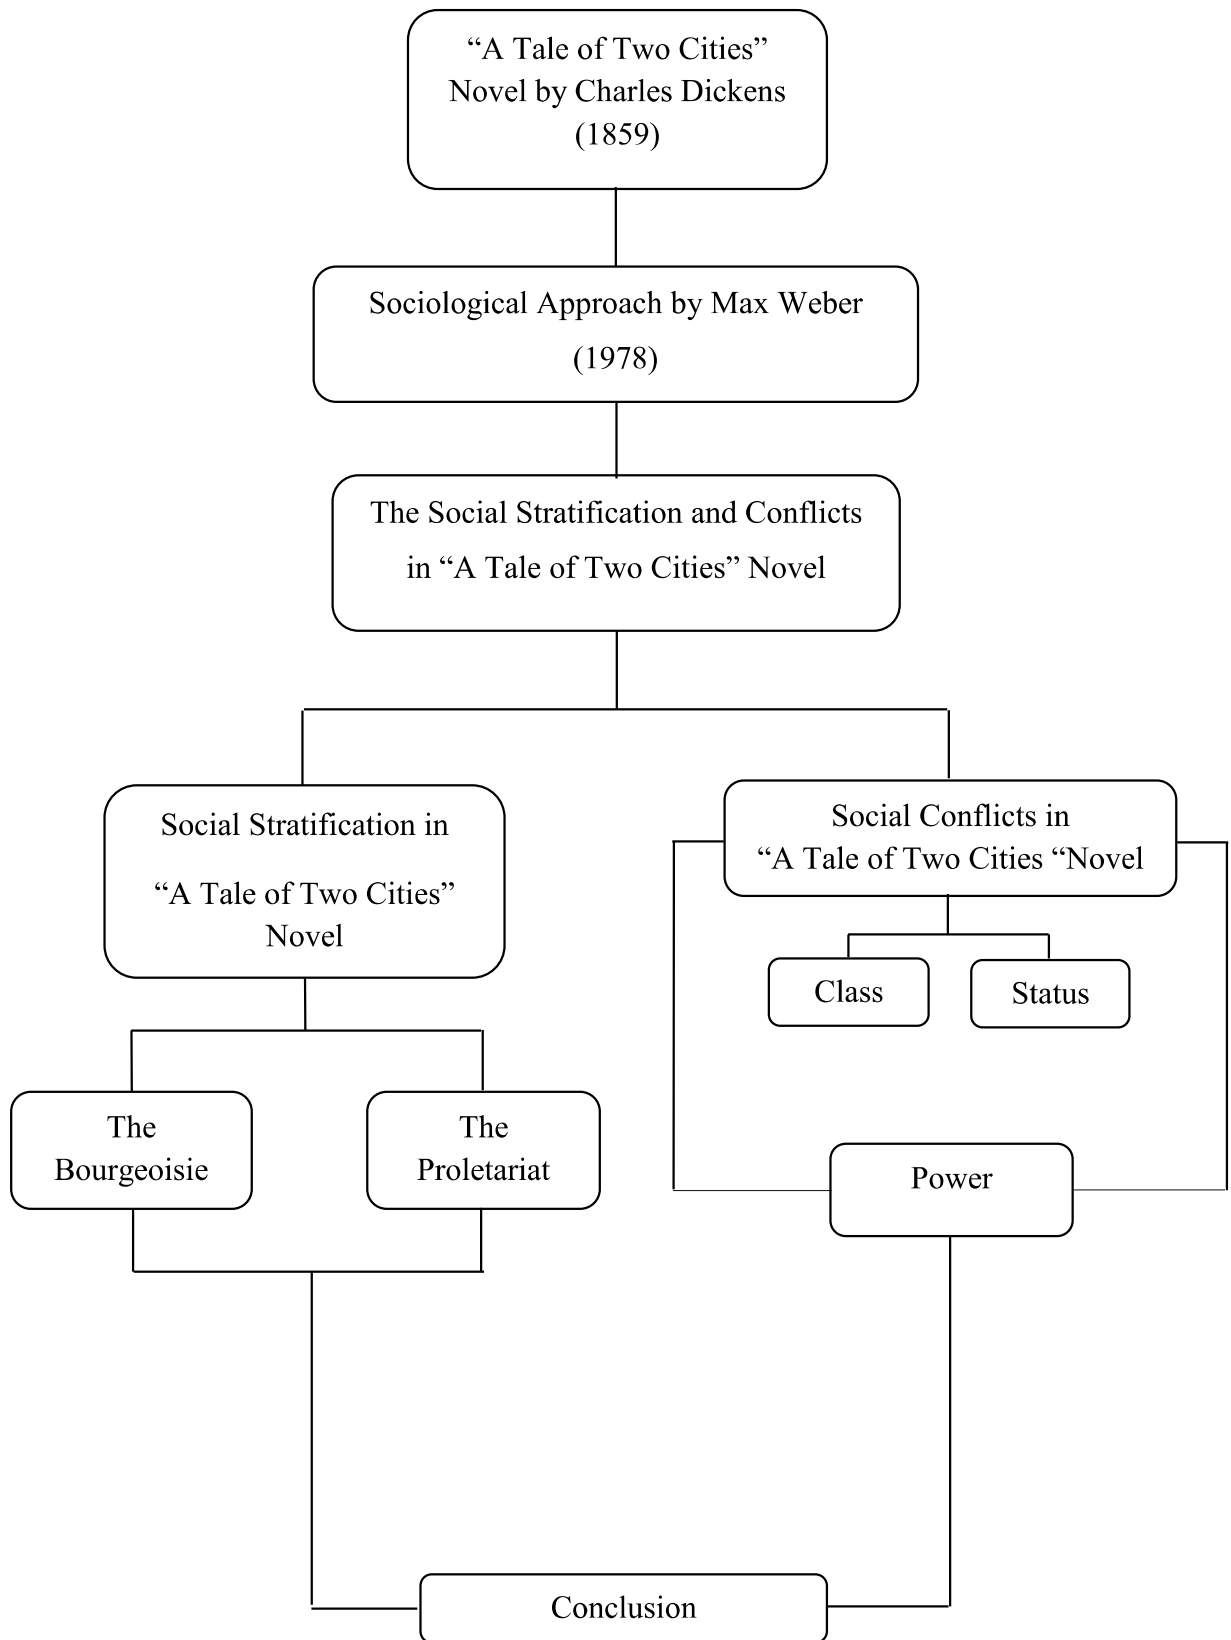 “A Tale of Two Cities”
Novel by Charles Dickens
(1859)
Sociological Approach by Max Weber
(1978)
The Social Stratification and Conflicts
in “A Tale of Two Cities” Novel
Social Stratification in
“A Tale of Two Cities”
Novel
Social Conflicts in
“A Tale of Two Cities “Novel
Class
Status
The
Bourgeoisie
The
Proletariat
Power
Conclusion